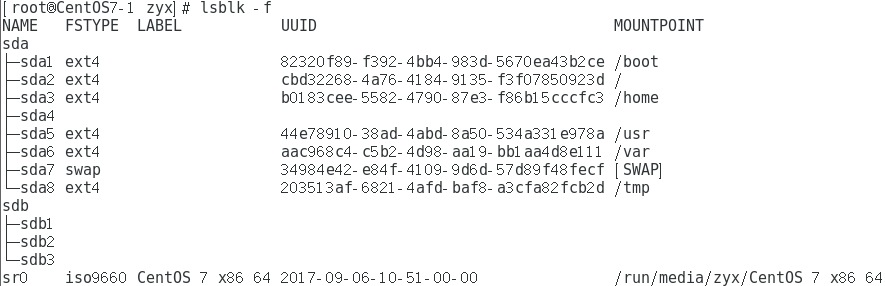 [root@CentOS7-1 zyx]# lsblk -f
NAME FSTYPE LABEL UUID MOUNTPOINT
sda
├─sda1 ext4 82320f89-f392-4bb4-983d-5670ea43b2ce /boot
├─sda2 ext4 cbd32268-4a76-4184-9135-f3f07850923d /
├─sda3 ext4 b0183cee-5582-4790-87e3-f86b15cccfc3 /home
├─sda4
├─sda5 ext4 44e78910-38ad-4abd-8a50-534a331e978a /usr
├─sda6 ext4 aac968c4-c5b2-4d98-aa19-bb1aa4d8e111 /var
├─sda7 swap 34984e42-e84f-4109-9d6d-57d89f48fecf [SWAP]
└─sda8 ext4 203513af-6821-4afd-baf8-a3cfa82fcb2d /tmp
sdb
├─sdb1
├─sdb2
└─sdb3
sr0 iso9660 CentOS 7 x86 64 2017-09-06-10-51-00-00 /run/media/zyx/CentOS 7 x86 64